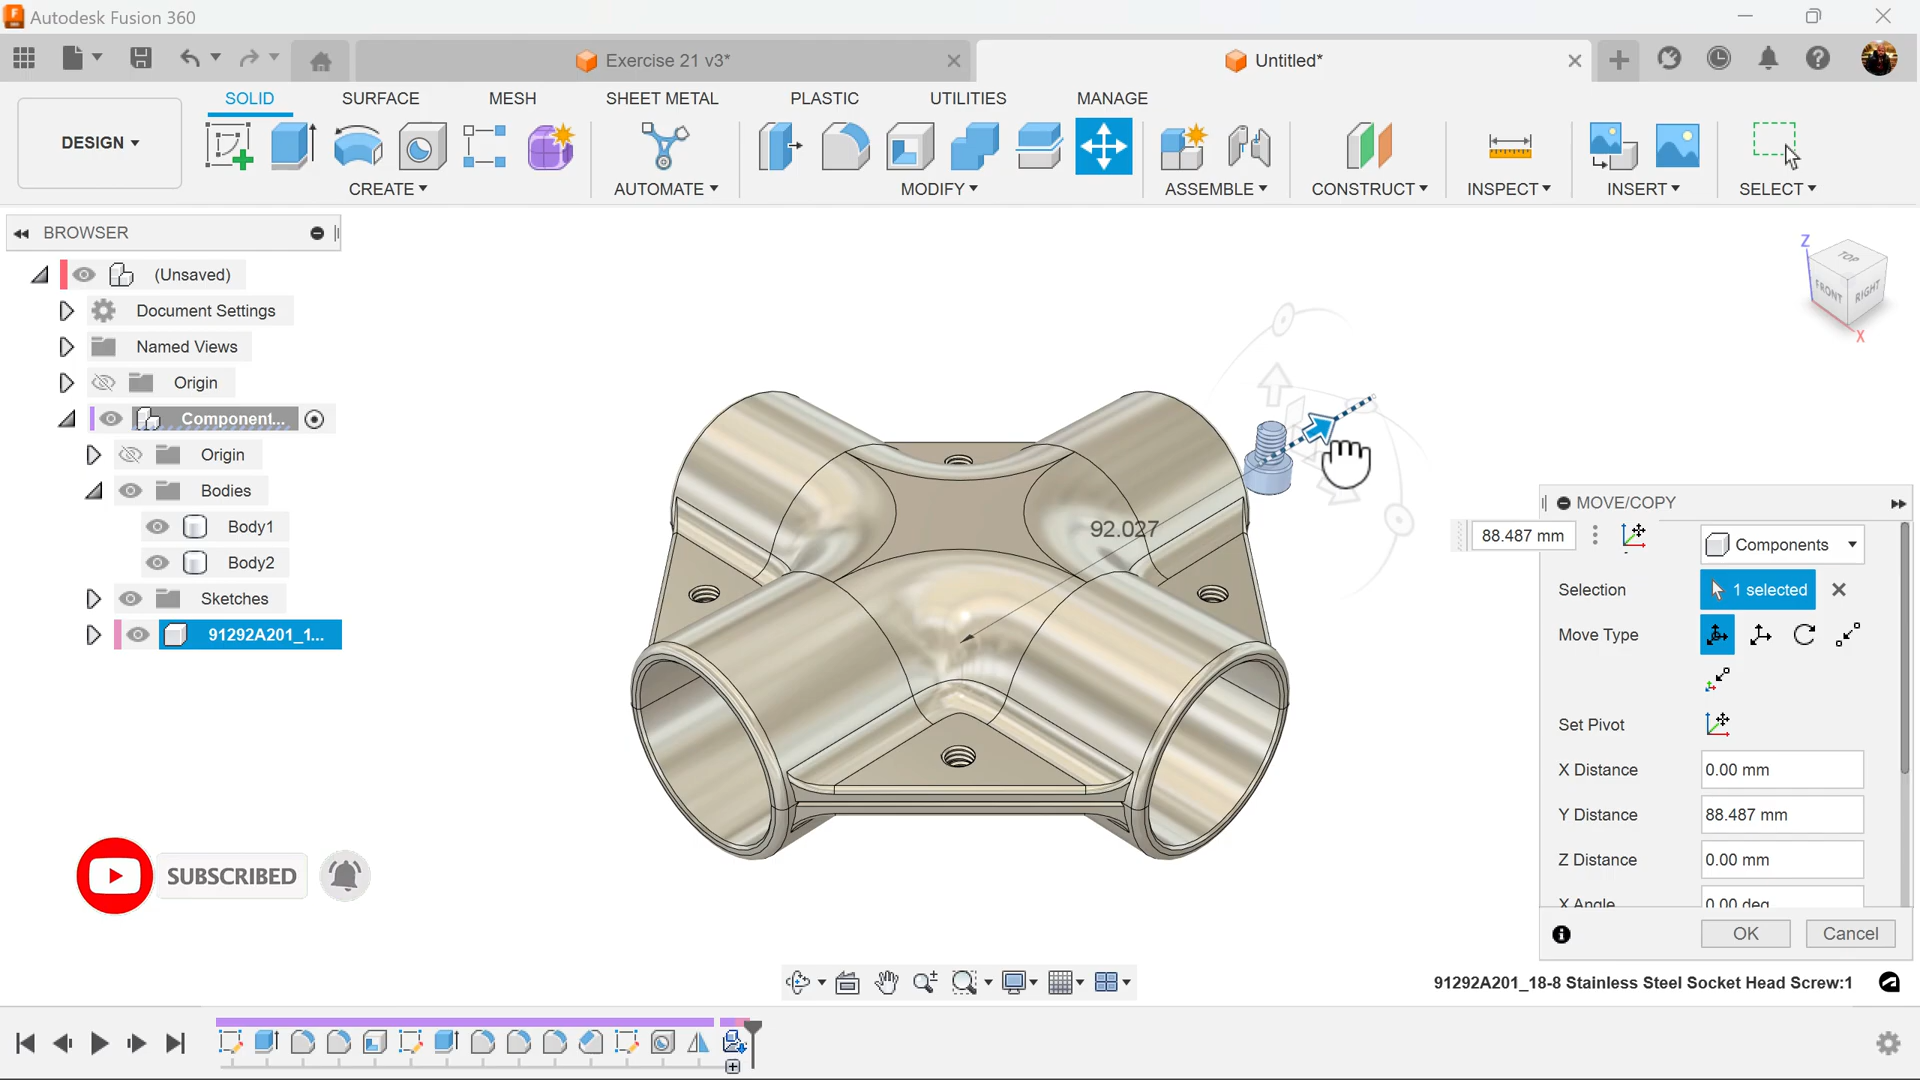 Autodesk Fusion 360
Exercise 21 v3*
Untitled*
DESIGN
SOLID
SURFACE
MESH
SHEET METAL
PLASTIC
UTILITIES
MANAGE
CREATE
AUTOMATE
MODIFY
ASSEMBLE
CONSTRUCT
INSPECT
INSERT
SELECT
BROWSER
(Unsaved)
Document Settings
Named Views
Origin
Component...
Origin
Bodies
Body1
Body2
Sketches
91292A201_1...
Z
TOP
FRONT
RIGHT
X
92.027
88.487 mm
MOVE/COPY
Components
Selection
1 selected
Move Type
Set Pivot
X Distance
0.00 mm
Y Distance
88.487 mm
Z Distance
0.00 mm
X Angle
0.00 deg
OK
Cancel
SUBSCRIBED
91292A201_18-8 Stainless Steel Socket Head Screw:1